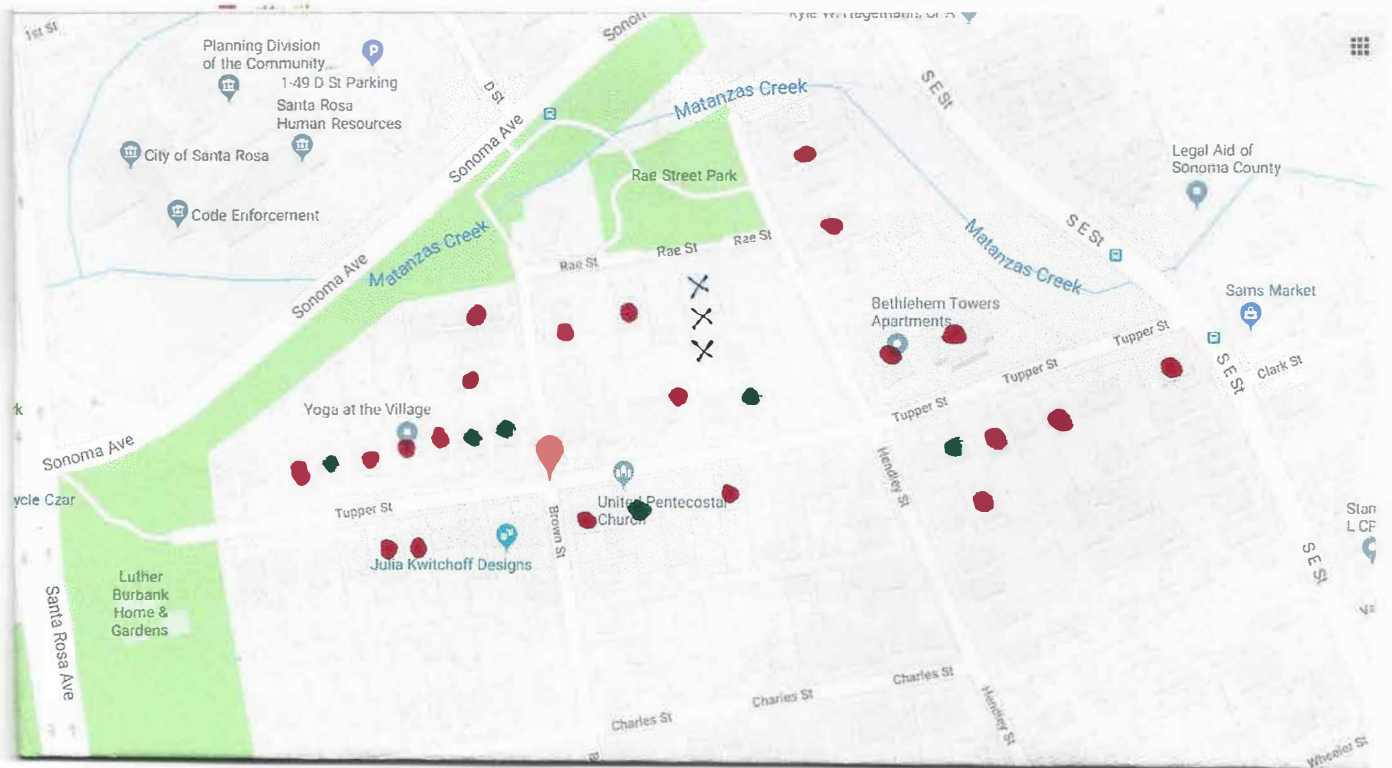 1st St
Planning Division
of the Community
P
1-49 D St Parking
Santa Rosa
Human Resources
City of Santa Rosa
Code Enforcement
D St
Sonoma Ave
Sonoma Ave
Sonoma Ave
Matanzas Creek
Matanzas Creek
Matanzas Creek
Rae Street Park
Rae St
Rae St
Rae St
S E St
S E St
S E St
S E St
Legal Aid of
Sonoma County
Sams Market
Bethlehem Towers
Apartments
Tupper St
Tupper St
Tupper St
Clark St
Yoga at the Village
Tupper St
United Pentecostal
Church
Brown St
Julia Kwitchoff Designs
Hendley St
Hendley St
Luther
Burbank
Home &
Gardens
Santa Rosa Ave
ycle Czar
Charles St
Charles St
Charles St
Wheeler St